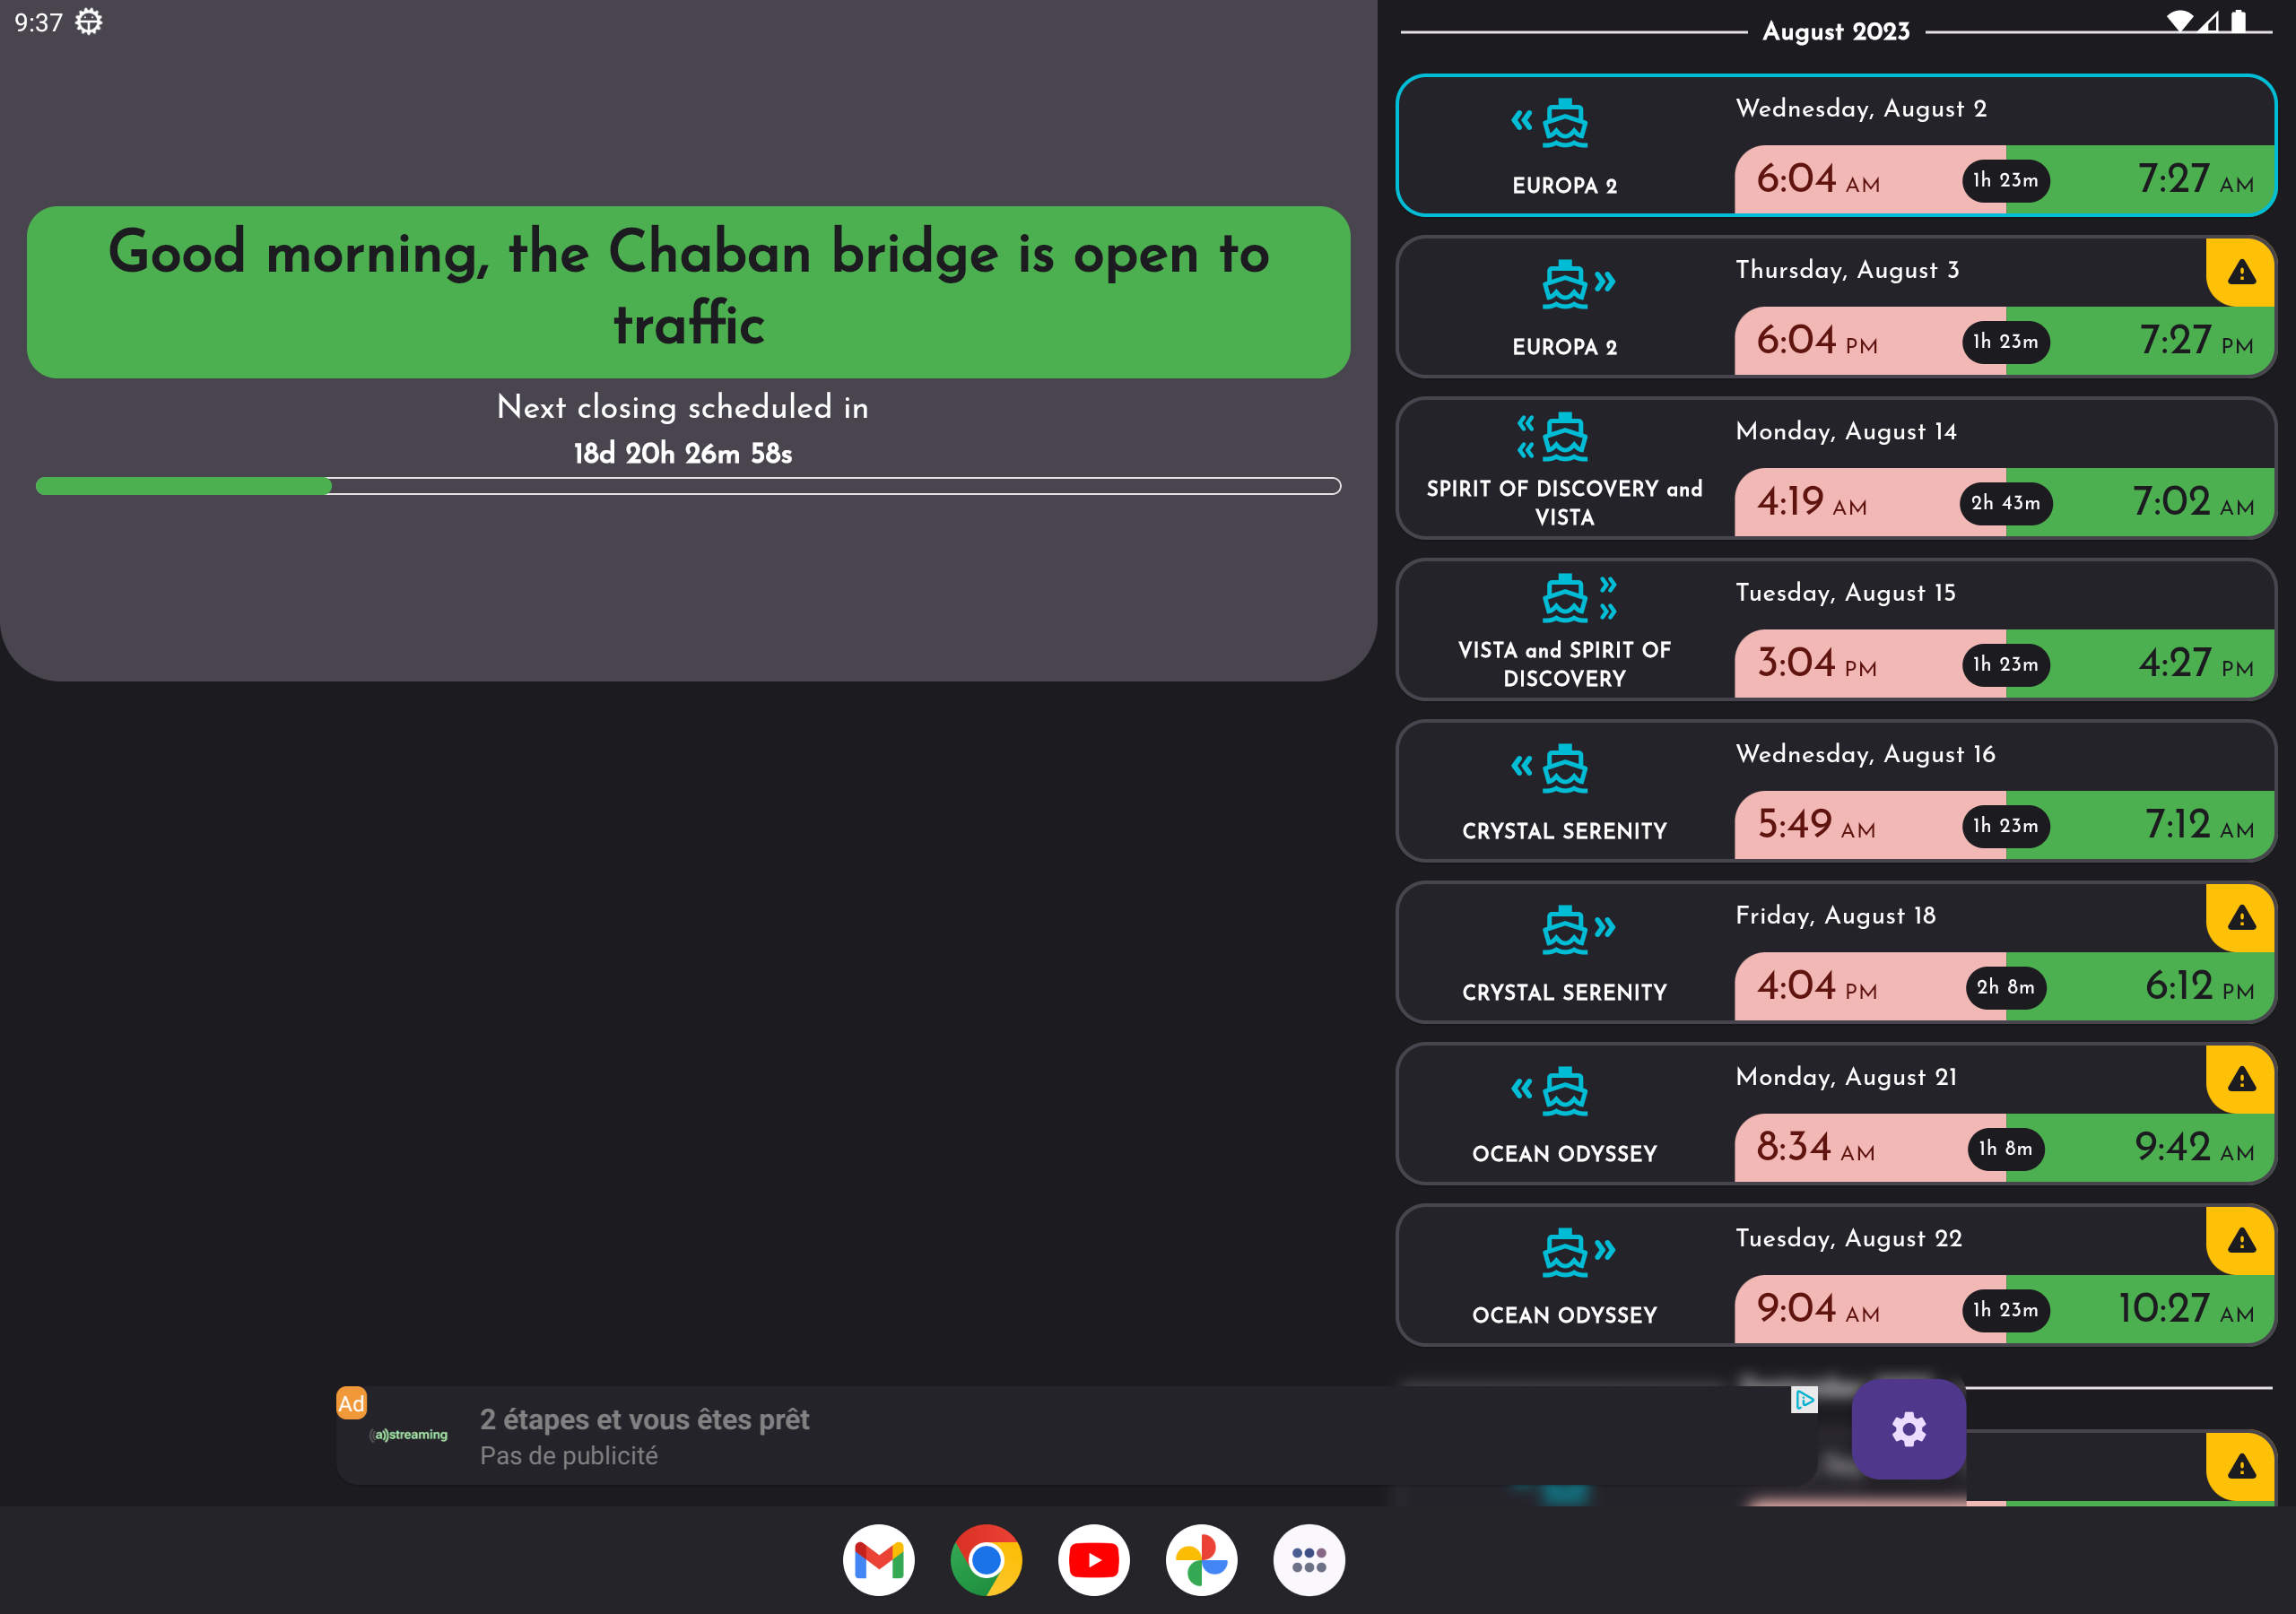 9:37
Good morning, the Chaban bridge is open to
traffic
Next closing scheduled in
18d 20h 26m 58s
August 2023
Wednesday, August 2
EUROPA 2
6:04 AM
1h 23m
7:27 AM
Thursday, August 3
EUROPA 2
6:04 PM
1h 23m
7:27 PM
Monday, August 14
SPIRIT OF DISCOVERY and
VISTA
4:19 AM
2h 43m
7:02 AM
Tuesday, August 15
VISTA and SPIRIT OF
DISCOVERY
3:04 PM
1h 23m
4:27 PM
Wednesday, August 16
CRYSTAL SERENITY
5:49 AM
1h 23m
7:12 AM
Friday, August 18
CRYSTAL SERENITY
4:04 PM
2h 8m
6:12 PM
Monday, August 21
OCEAN ODYSSEY
8:34 AM
1h 8m
9:42 AM
Tuesday, August 22
OCEAN ODYSSEY
9:04 AM
1h 23m
10:27 AM
Ad
((a))streaming
2 étapes et vous êtes prêt
Pas de publicité